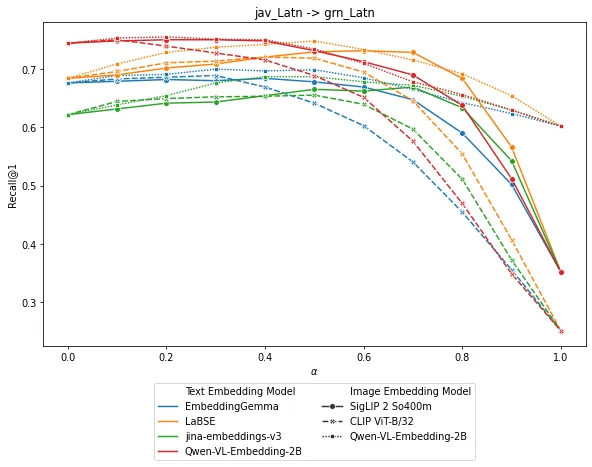 jav_Latn -> grn_Latn
Recall@1
0.7
0.6
0.5
0.4
0.3
0.0 0.2 0.4 0.6 0.8 1.0
α
Text Embedding Model Image Embedding Model
EmbeddingGemma SigLIP 2 So400m
LaBSE CLIP ViT-B/32
jina-embeddings-v3 Qwen-VL-Embedding-2B
Qwen-VL-Embedding-2B